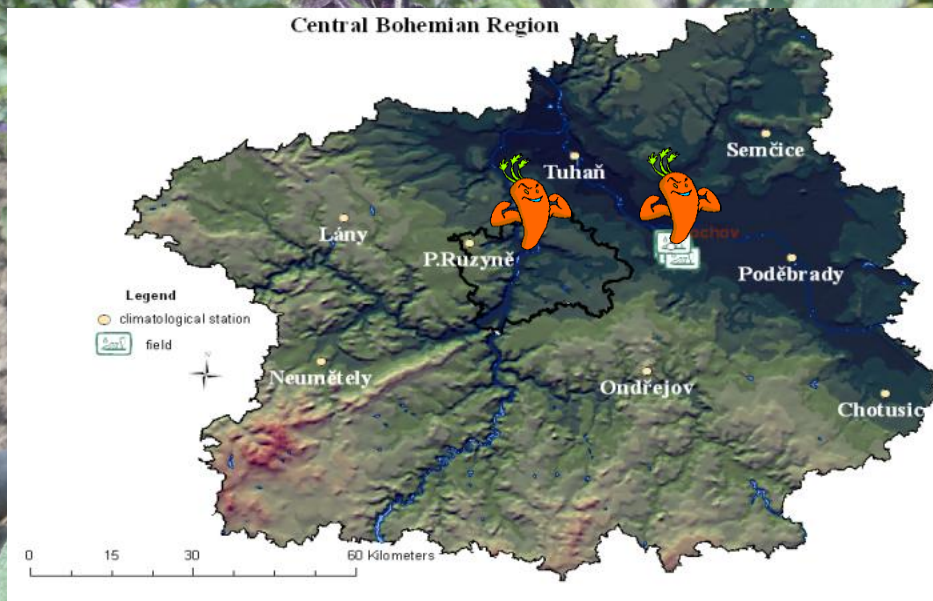 Central Bohemian Region
Semčice
Tuhaň
Lány
P.Ruzyně
Poděbrady
Legend
climatological station
field
Neumětely
Ondřejov
Chotusic
0 15 30 60 Kilometers